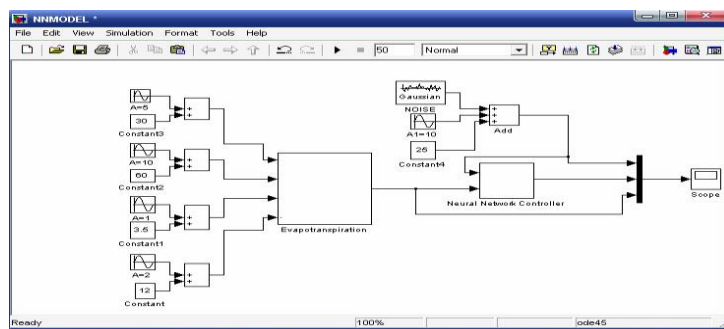 NNMODEL *
File Edit View Simulation Format Tools Help
50 Normal
Gaussian
NOISE
A=5
30
Constant3
A1=10
Add
25
Constant4
A=10
60
Constant2
A=1
3.5
Constant1
Evapotranspiration
Neural Network Controller
Scope
A=2
12
Constant
Ready 100% ode45